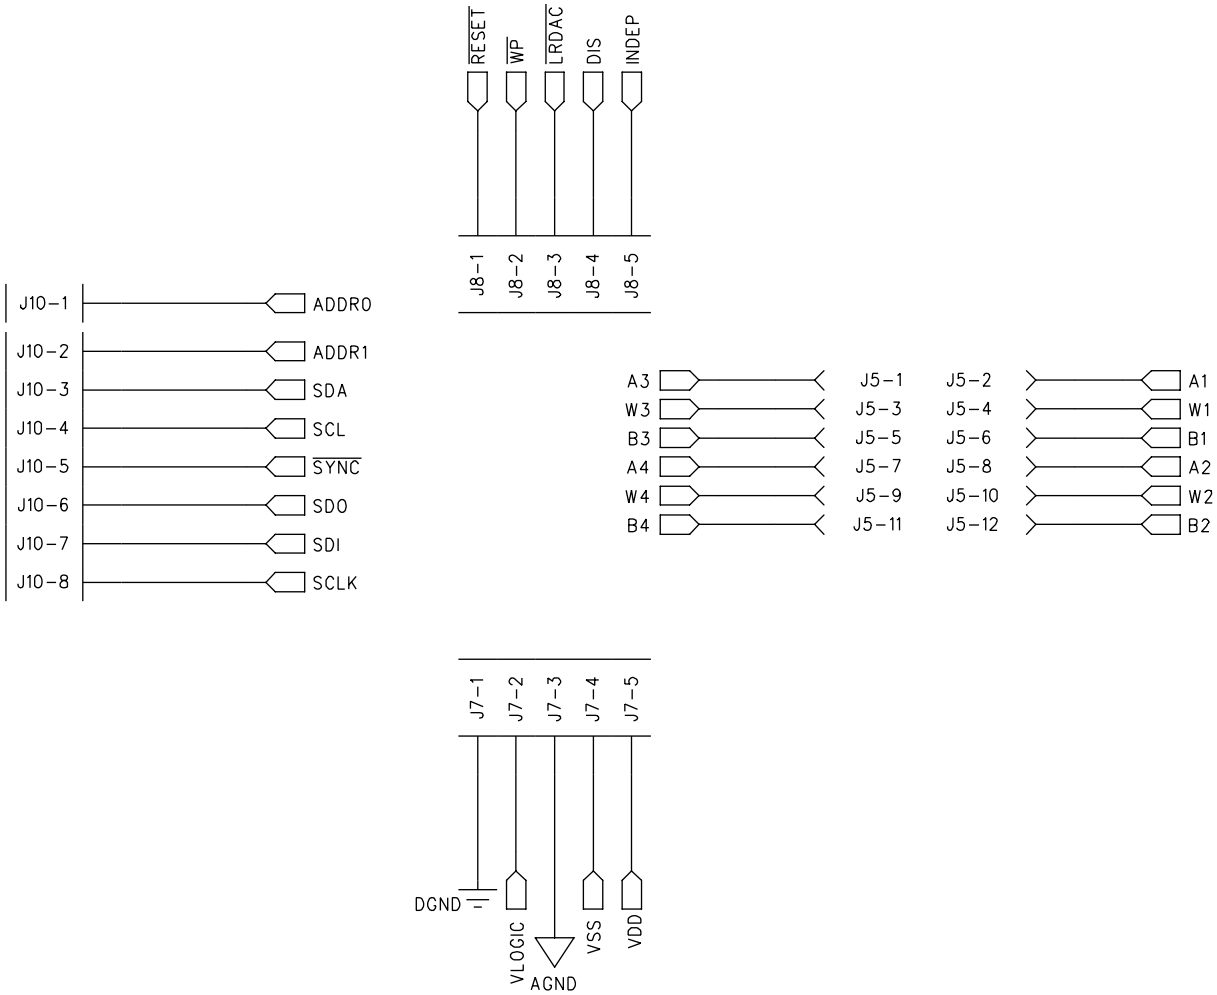 RESET
WP
LRDAC
DIS
INDEP
J8-1
J8-2
J8-3
J8-4
J8-5
J10-1 ADDR0
J10-2 ADDR1
J10-3 SDA
J10-4 SCL
J10-5 SYNC
J10-6 SDO
J10-7 SDI
J10-8 SCLK
A3 J5-1 J5-2 A1
W3 J5-3 J5-4 W1
B3 J5-5 J5-6 B1
A4 J5-7 J5-8 A2
W4 J5-9 J5-10 W2
B4 J5-11 J5-12 B2
J7-1
J7-2
J7-3
J7-4
J7-5
DGND
VLOGIC
AGND
VSS
VDD